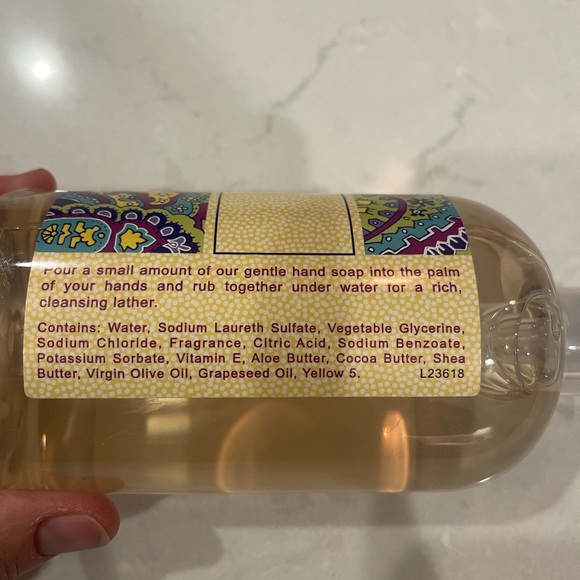 Pour a small amount of our gentle hand soap into the palm
of your hands and rub together under water for a rich,
cleansing lather.
Contains: Water, Sodium Laureth Sulfate, Vegetable Glycerine,
Sodium Chloride, Fragrance, Citric Acid, Sodium Benzoate,
Potassium Sorbate, Vitamin E, Aloe Butter, Cocoa Butter, Shea
Butter, Virgin Olive Oil, Grapeseed Oil, Yellow 5.
L23618